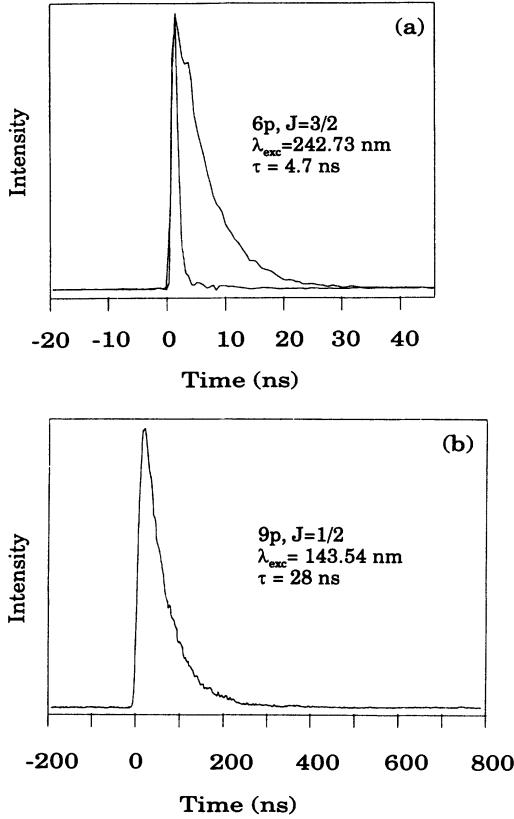 (a)
6p, J=3/2
λexc=242.73 nm
τ = 4.7 ns
Intensity
-20 -10 0 10 20 30 40
Time (ns)
(b)
9p, J=1/2
λexc= 143.54 nm
τ = 28 ns
Intensity
-200 0 200 400 600 800
Time (ns)